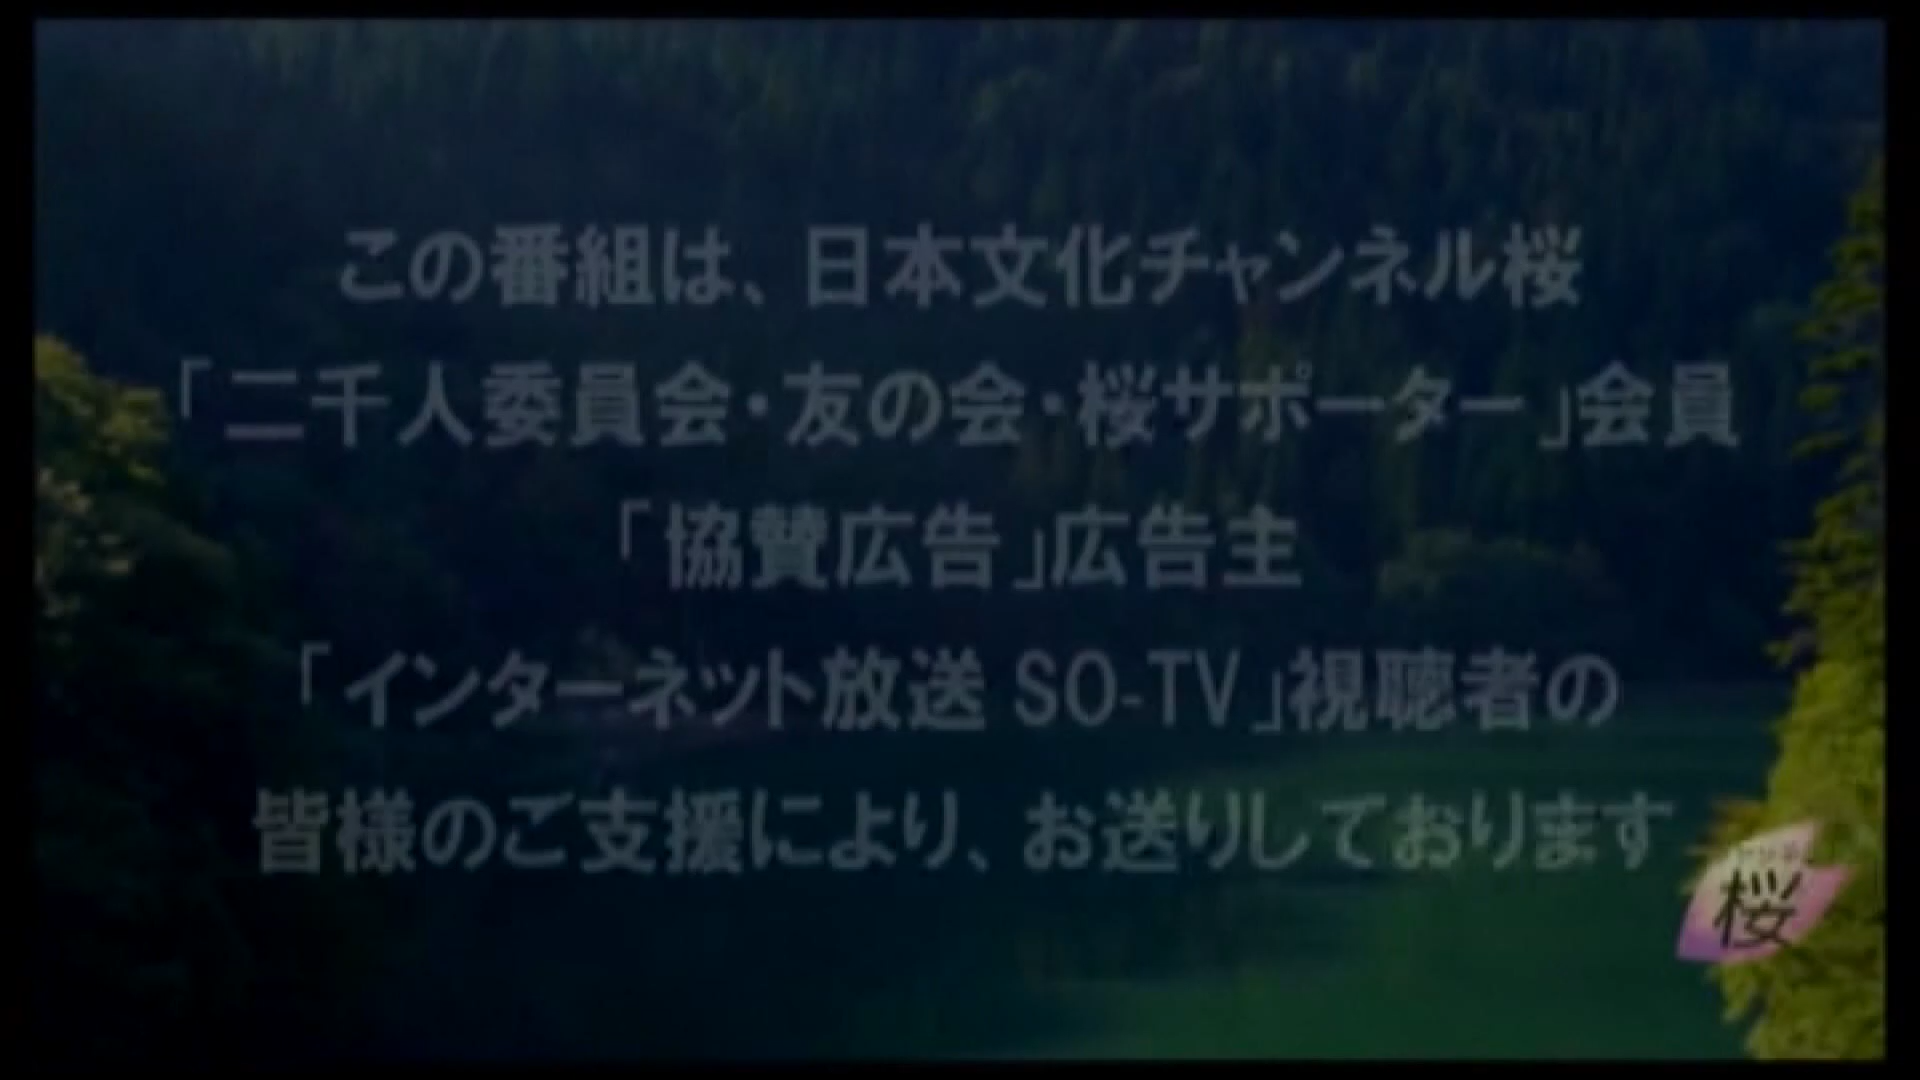 この番組は、日本文化チャンネル桜
「二千人委員会・友の会・桜サポーター」会員
「協賛広告」広告主
「インターネット放送 SO-TV」視聴者の
皆様のご支援により、お送りしております
桜